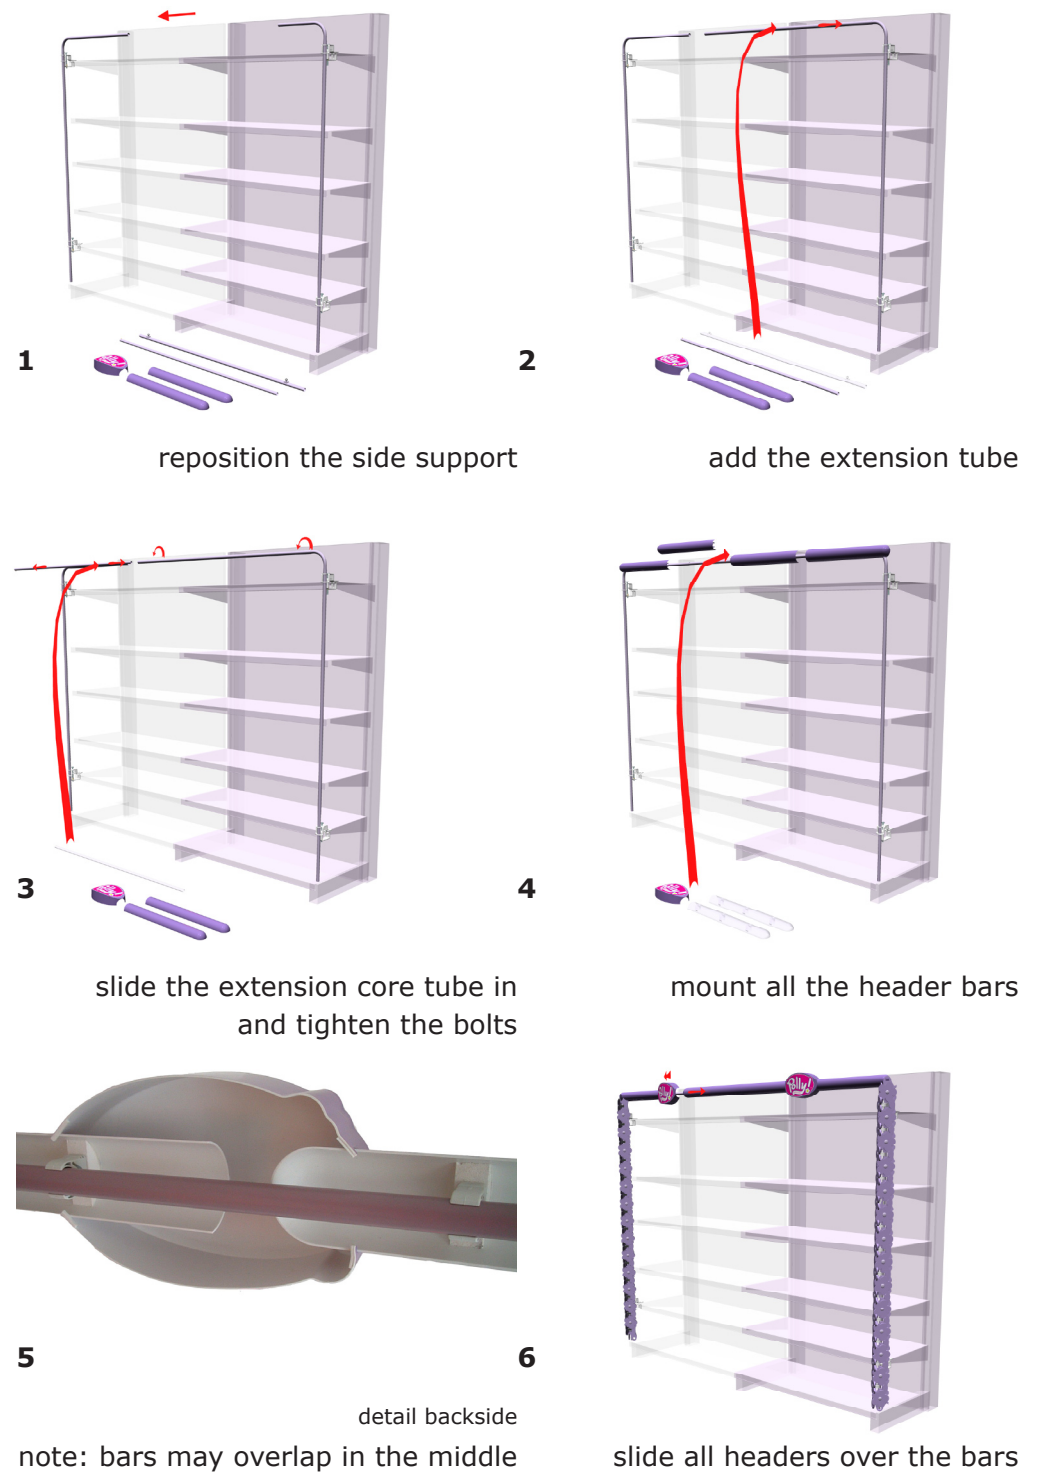 1
reposition the side support
2
add the extension tube
3
slide the extension core tube in
and tighten the bolts
4
mount all the header bars
5
detail backside
note: bars may overlap in the middle
6
Polly!
Polly!
slide all headers over the bars